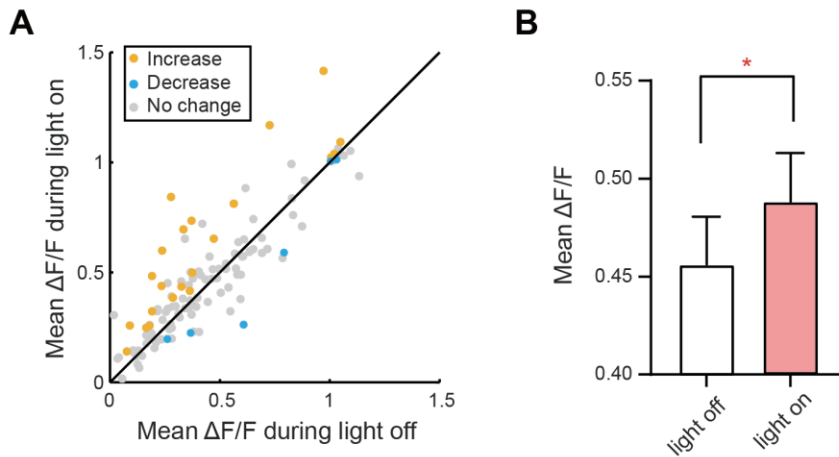 A
Increase
Decrease
No change
Mean ΔF/F during light on
1.5
1
0.5
0
0
0.5
1
1.5
Mean ΔF/F during light off
B
*
Mean ΔF/F
0.55
0.50
0.45
0.40
light off
light on